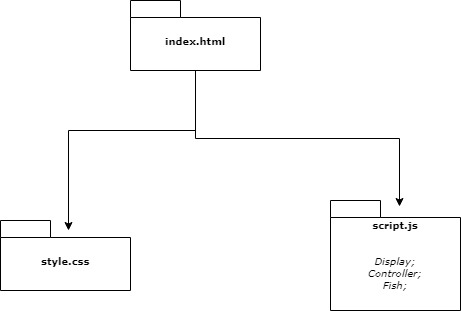 index.html
style.css
script.js
Display;
Controller;
Fish;